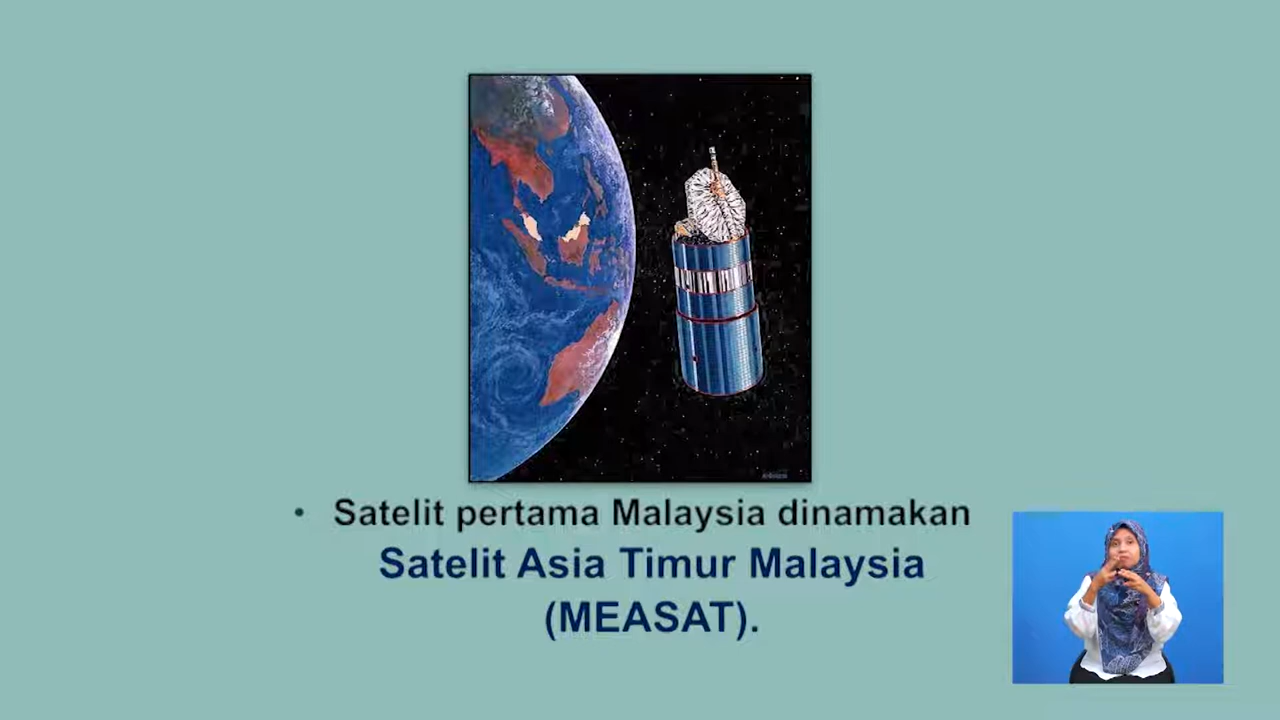 • Satelit pertama Malaysia dinamakan
Satelit Asia Timur Malaysia
(MEASAT).